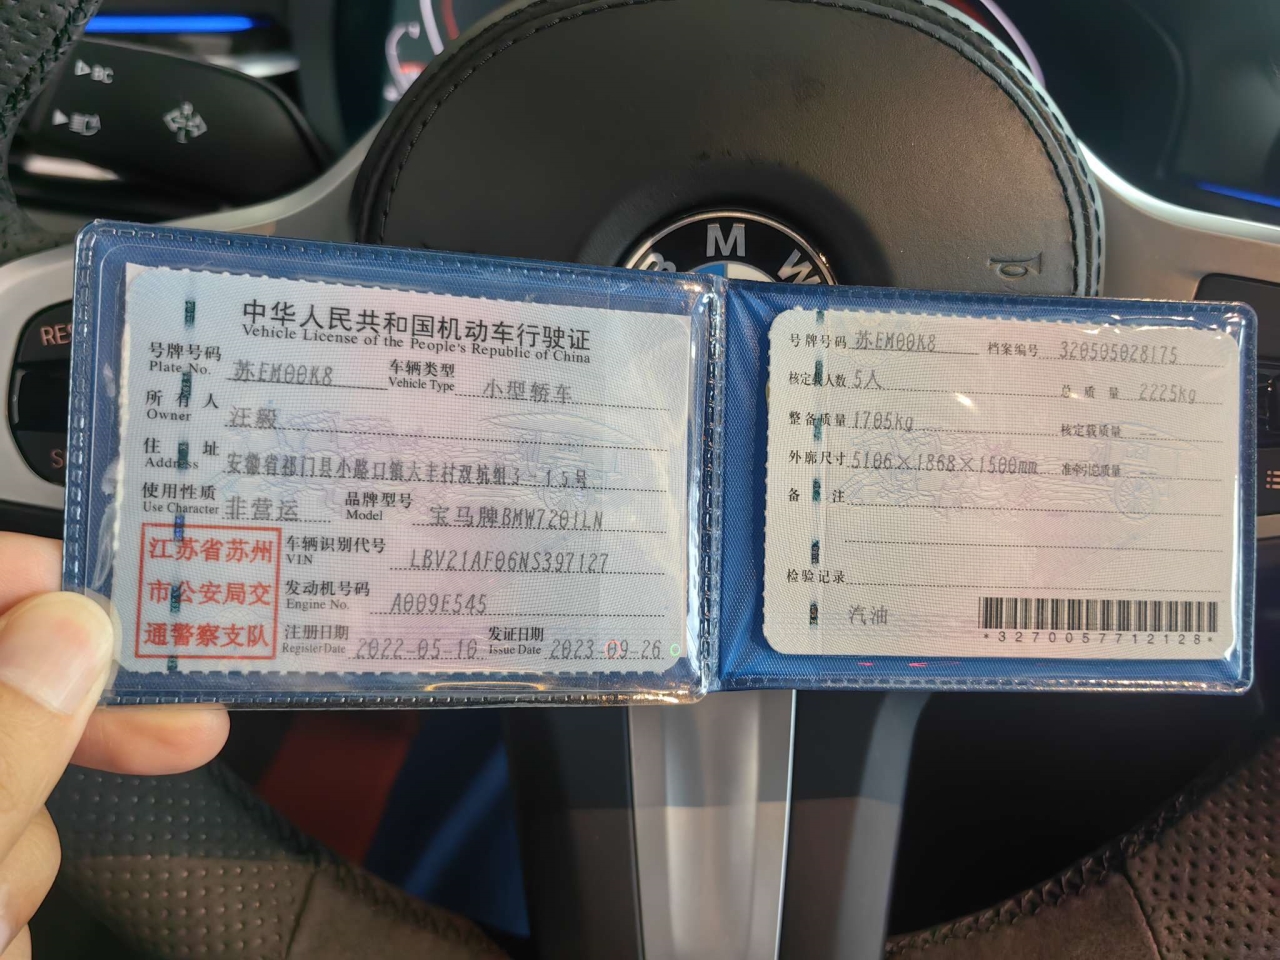 BC
M
B
W
RES
中华人民共和国机动车行驶证
Vehicle License of the People's Republic of China
号牌号码 苏EM00K8 车辆类型 小型轿车
Plate No. Vehicle Type
所有人 汪毅
Owner
住址 安徽省祁门县小路口镇大丰村双坑组3-15号
Address
使用性质 非营运 品牌型号 宝马牌BMW7201LN
Use Character Model
江苏省苏州
市公安局交
通警察支队
车辆识别代号 LBV21AF06NS397127
VIN
发动机号码 A009E545
Engine No.
注册日期 2022-05-16 发证日期 2023-09-26
Register Date Issue Date
号牌号码 苏EM00K8 档案编号 320505028175
核定载人数 5人 总质量 2225kg
整备质量 1705kg 核定载质量 --
外廓尺寸 5106×1868×1500mm 准牵引总质量 --
备注
检验记录
汽油
*3270057712128*